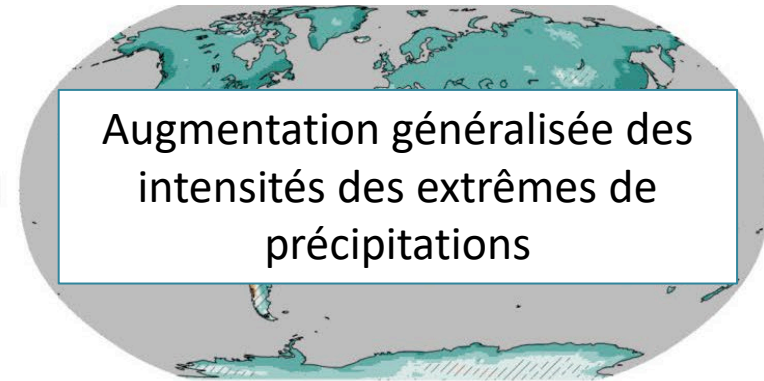 Augmentation généralisée des
intensités des extrêmes de
précipitations